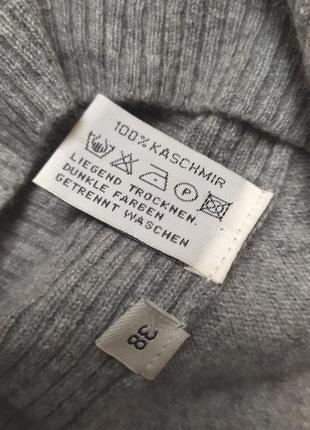 100% KASCHMIR
P
LIEGEND TROCKNEN.
DUNKLE FARBEN
GETRENNT WASCHEN
38